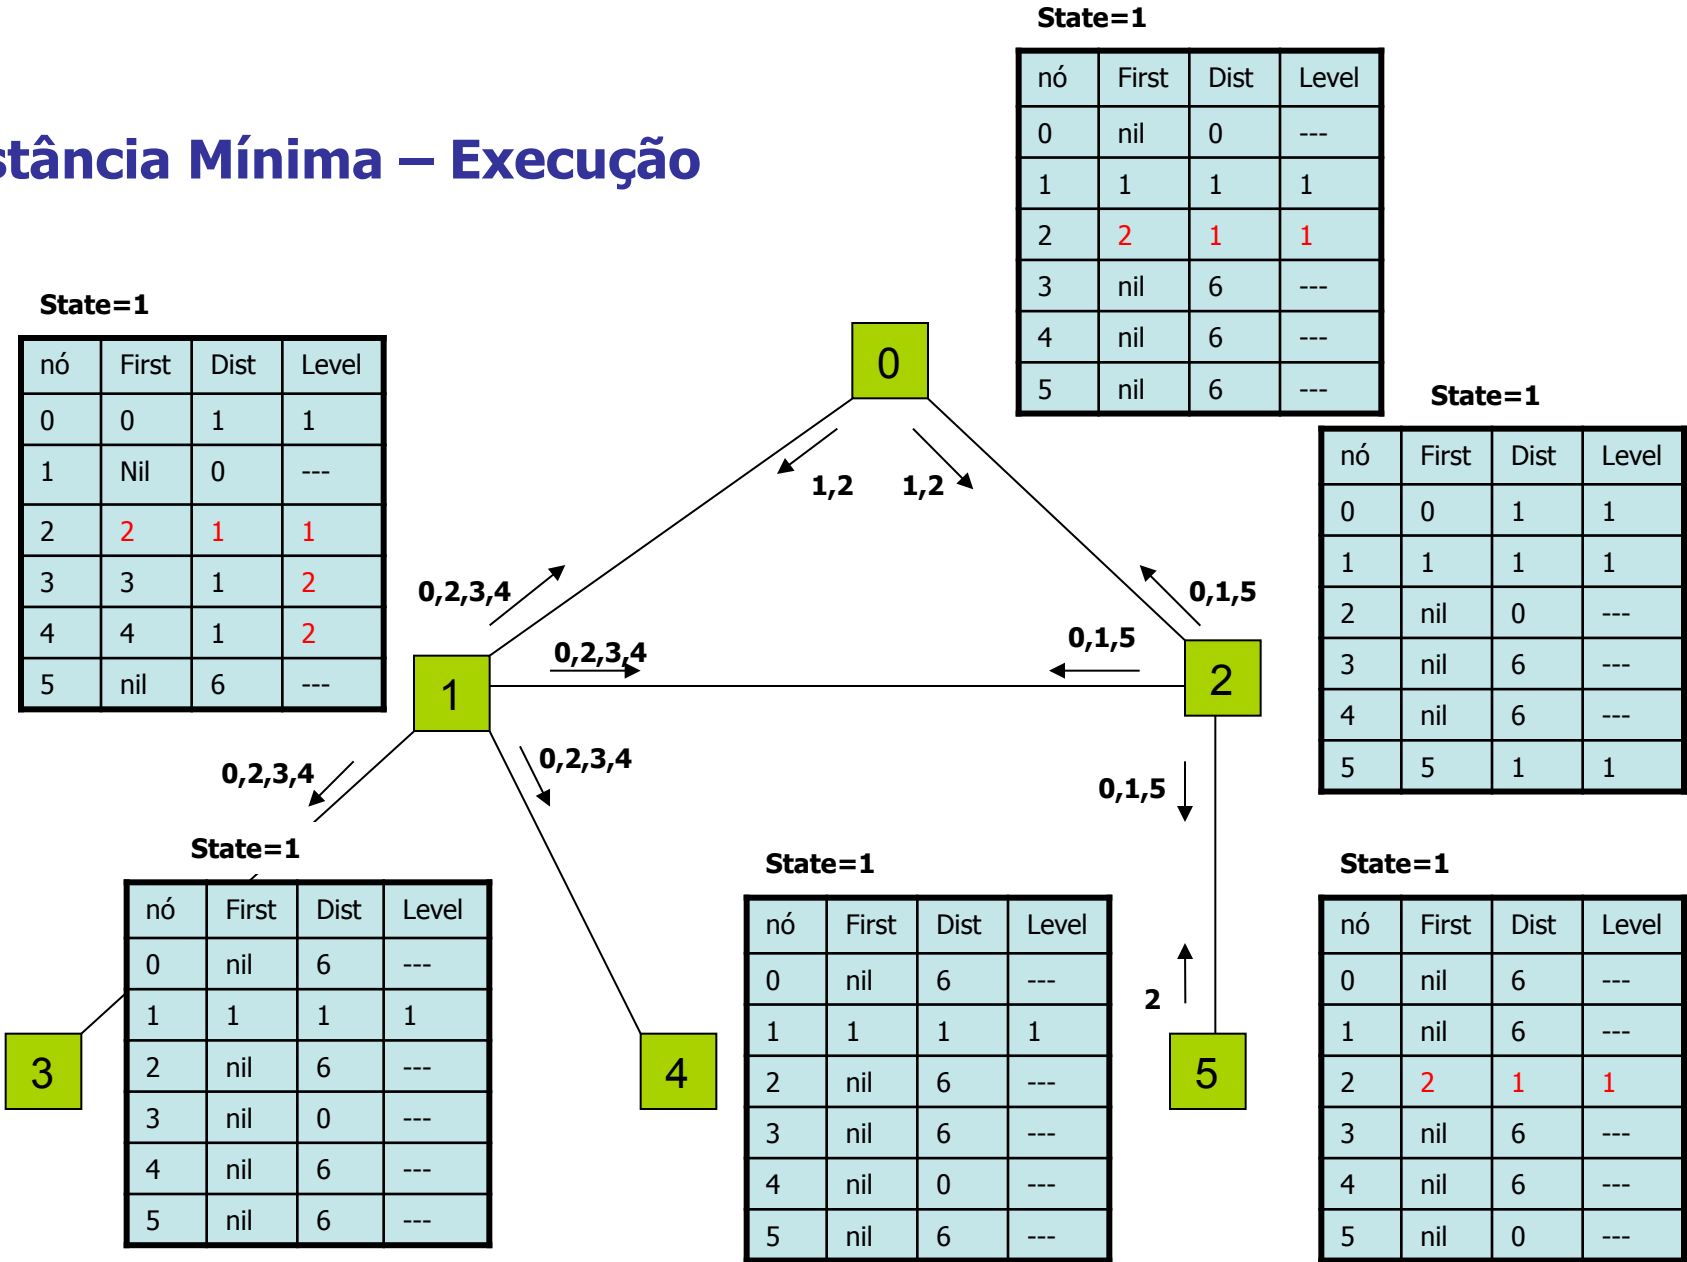 State=1
nó First Dist Level
0 nil 0 ---
1 1 1 1
2 2 1 1
3 nil 6 ---
4 nil 6 ---
5 nil 6 ---
stância Mínima – Execução
State=1
nó First Dist Level
0 0 1 1
1 Nil 0 ---
2 2 1 1
3 3 1 2
4 4 1 2
5 nil 6 ---
0
State=1
nó First Dist Level
0 0 1 1
1 1 1 1
2 nil 0 ---
3 nil 6 ---
4 nil 6 ---
5 5 1 1
1,2
1,2
0,2,3,4
0,1,5
0,2,3,4
0,1,5
1
2
0,2,3,4
0,2,3,4
0,1,5
State=1
nó First Dist Level
0 nil 6 ---
1 1 1 1
2 nil 6 ---
3 nil 0 ---
4 nil 6 ---
5 nil 6 ---
3
4
State=1
nó First Dist Level
0 nil 6 ---
1 1 1 1
2 nil 6 ---
3 nil 6 ---
4 nil 0 ---
5 nil 6 ---
2
5
State=1
nó First Dist Level
0 nil 6 ---
1 nil 6 ---
2 2 1 1
3 nil 6 ---
4 nil 6 ---
5 nil 0 ---